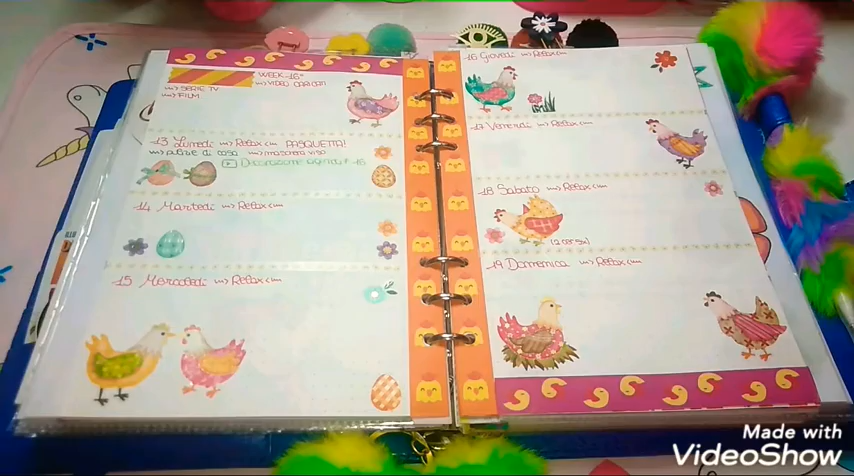 WEEK-16°
→ SERIE TV → VIDEO CARICATI
→ FILM
13 Lunedì → Relax PASQUETTA!
→ pulizie di casa → maschera viso
14 Martedì → Relax
15 Mercoledì → Relax
16 Giovedì → Relax
17 Venerdì → Relax
18 Sabato → Relax
19 Domenica → Relax
Made with
VideoShow